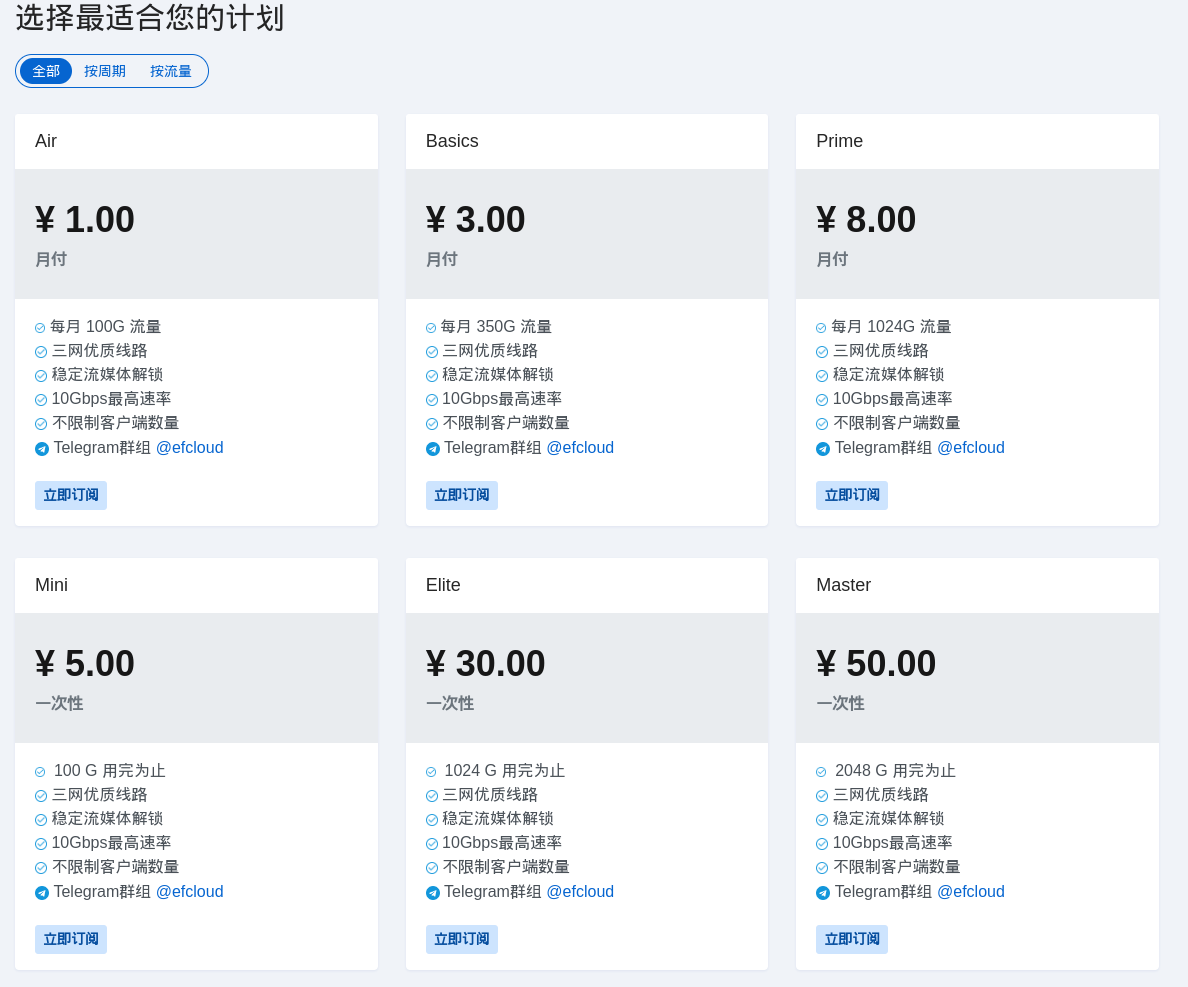 选择最适合您的计划
全部 按周期 按流量
Air
¥ 1.00
月付
每月 100G 流量
三网优质线路
稳定流媒体解锁
10Gbps最高速率
不限制客户端数量
Telegram群组 @efcloud
立即订阅
Basics
¥ 3.00
月付
每月 350G 流量
三网优质线路
稳定流媒体解锁
10Gbps最高速率
不限制客户端数量
Telegram群组 @efcloud
立即订阅
Prime
¥ 8.00
月付
每月 1024G 流量
三网优质线路
稳定流媒体解锁
10Gbps最高速率
不限制客户端数量
Telegram群组 @efcloud
立即订阅
Mini
¥ 5.00
一次性
100 G 用完为止
三网优质线路
稳定流媒体解锁
10Gbps最高速率
不限制客户端数量
Telegram群组 @efcloud
立即订阅
Elite
¥ 30.00
一次性
1024 G 用完为止
三网优质线路
稳定流媒体解锁
10Gbps最高速率
不限制客户端数量
Telegram群组 @efcloud
立即订阅
Master
¥ 50.00
一次性
2048 G 用完为止
三网优质线路
稳定流媒体解锁
10Gbps最高速率
不限制客户端数量
Telegram群组 @efcloud
立即订阅